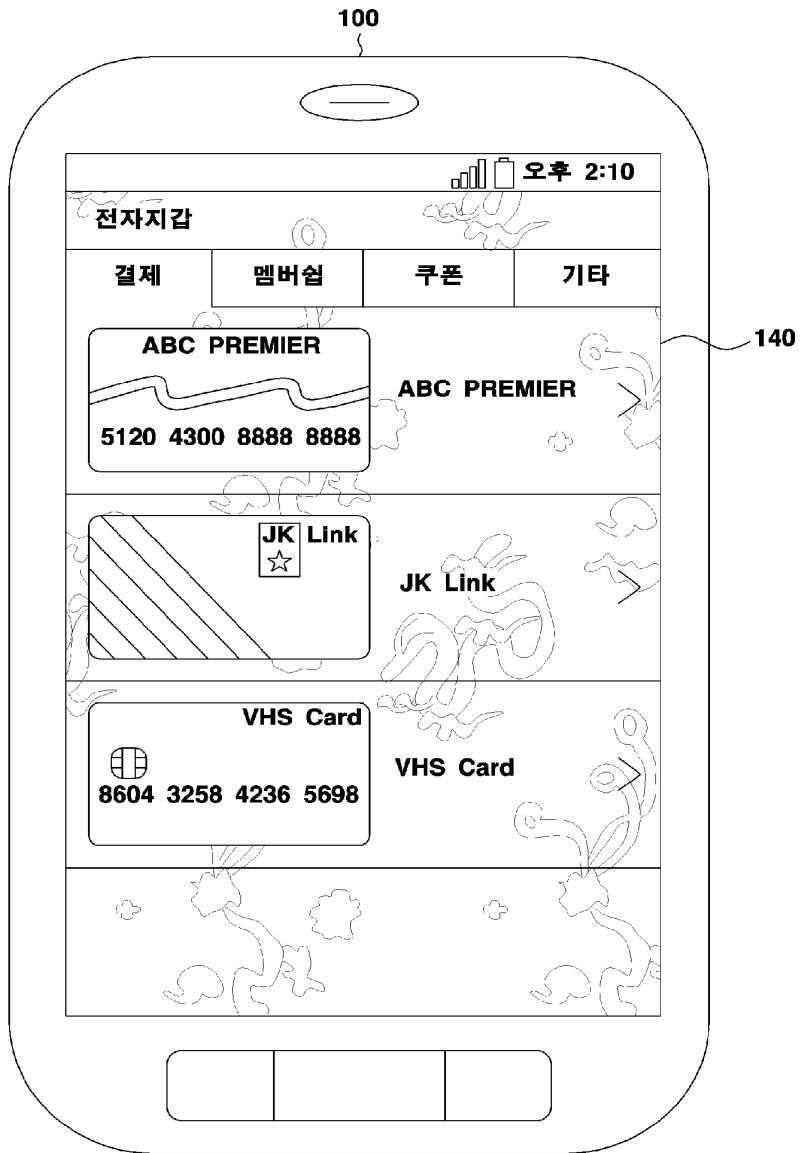 100
오후 2:10
전자지갑
결제 멤버쉽 쿠폰 기타
140
ABC PREMIER
ABC PREMIER
5120 4300 8888 8888
JK Link
JK Link
VHS Card
VHS Card
8604 3258 4236 5698